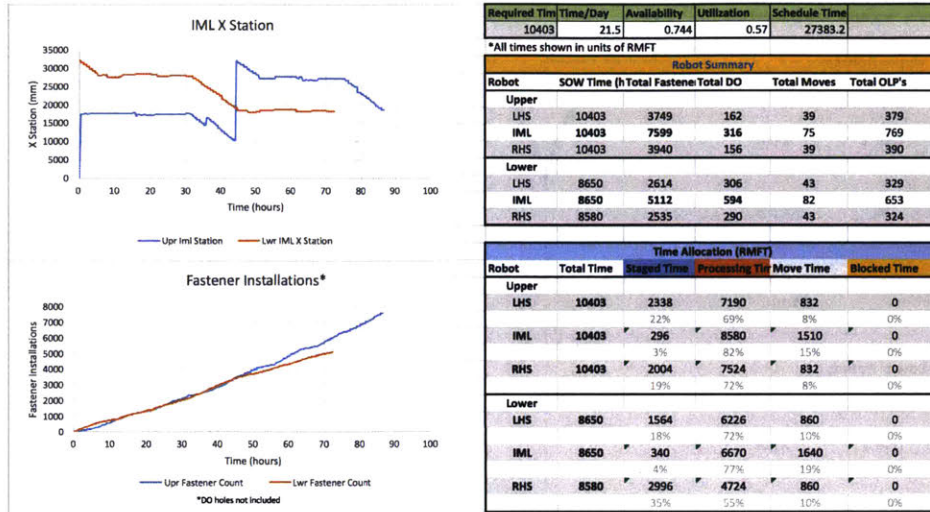 IML X Station
35000
30000
25000
20000
15000
10000
5000
0
X Station (mm)
0 10 20 30 40 50 60 70 80 90 100
Time (hours)
Upr Iml Station Lwr IML X Station
Fastener Installations*
8000
7000
6000
5000
4000
3000
2000
1000
0
Fastener Installations
0 10 20 30 40 50 60 70 80 90 100
Time (hours)
Upr Fastener Count Lwr Fastener Count
*DO holes not included
Required Tim Time/Day Availability Utilization Schedule Time
10403 21.5 0.744 0.57 27383.2
*All times shown in units of RMFT
Robot Summary
Robot SOW Time (h Total Fastene Total DO Total Moves Total OLP's
Upper
LHS 10403 3749 162 39 379
IML 10403 7599 316 75 769
RHS 10403 3940 156 39 390
Lower
LHS 8650 2614 306 43 329
IML 8650 5112 594 82 653
RHS 8580 2535 290 43 324
Time Allocation (RMFT)
Robot Total Time Staged Time Processing Tim Move Time Blocked Time
Upper
LHS 10403 2338 7190 832 0
22% 69% 8% 0%
IML 10403 296 8580 1510 0
3% 82% 15% 0%
RHS 10403 2004 7524 832 0
19% 72% 8% 0%
Lower
LHS 8650 1564 6226 860 0
18% 72% 10% 0%
IML 8650 340 6670 1640 0
4% 77% 19% 0%
RHS 8580 2996 4724 860 0
35% 55% 10% 0%